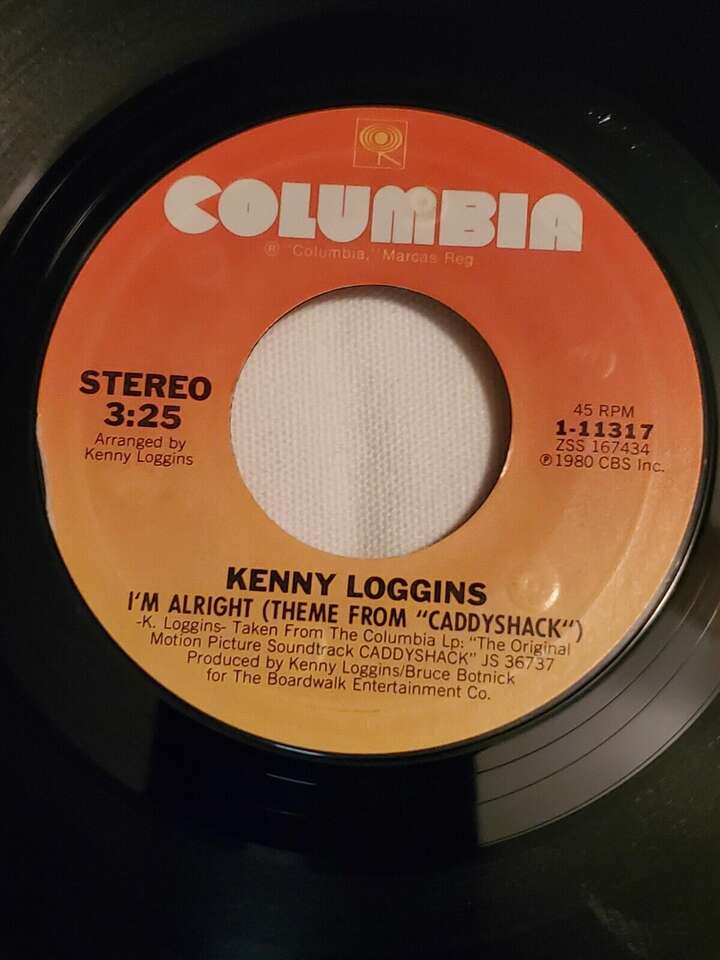 COLUMBIA
® "Columbia," Marcas Reg.
STEREO
3:25
Arranged by
Kenny Loggins
45 RPM
1-11317
ZSS 167434
℗1980 CBS Inc.
KENNY LOGGINS
I'M ALRIGHT (THEME FROM "CADDYSHACK")
-K. Loggins- Taken From The Columbia Lp: "The Original
Motion Picture Soundtrack CADDYSHACK" JS 36737
Produced by Kenny Loggins/Bruce Botnick
for The Boardwalk Entertainment Co.